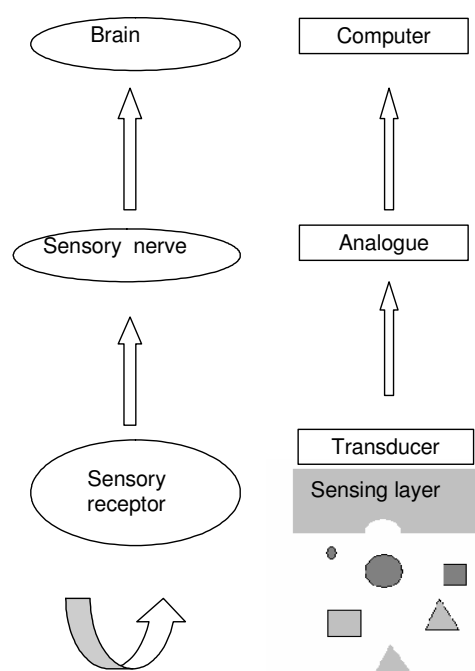 Brain
Computer
Sensory nerve
Analogue
Transducer
Sensory
receptor
Sensing layer